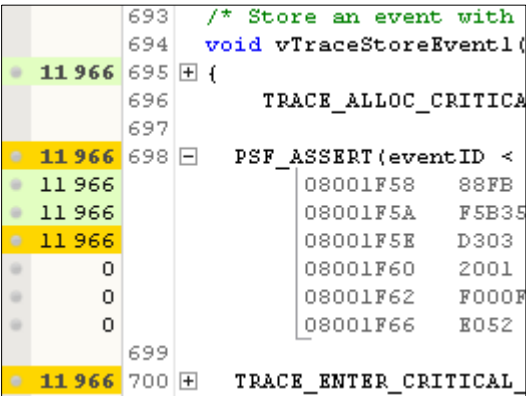 693 /* Store an event with
694 void vTraceStoreEvent1(
11 966 695 {
696 TRACE_ALLOC_CRITICA
697
11 966 698 PSF_ASSERT(eventID <
11 966 08001F58 88FB
11 966 08001F5A F5B35
11 966 08001F5E D303
0 08001F60 2001
0 08001F62 F000F
0 08001F66 E052
699
11 966 700 TRACE_ENTER_CRITICAL_